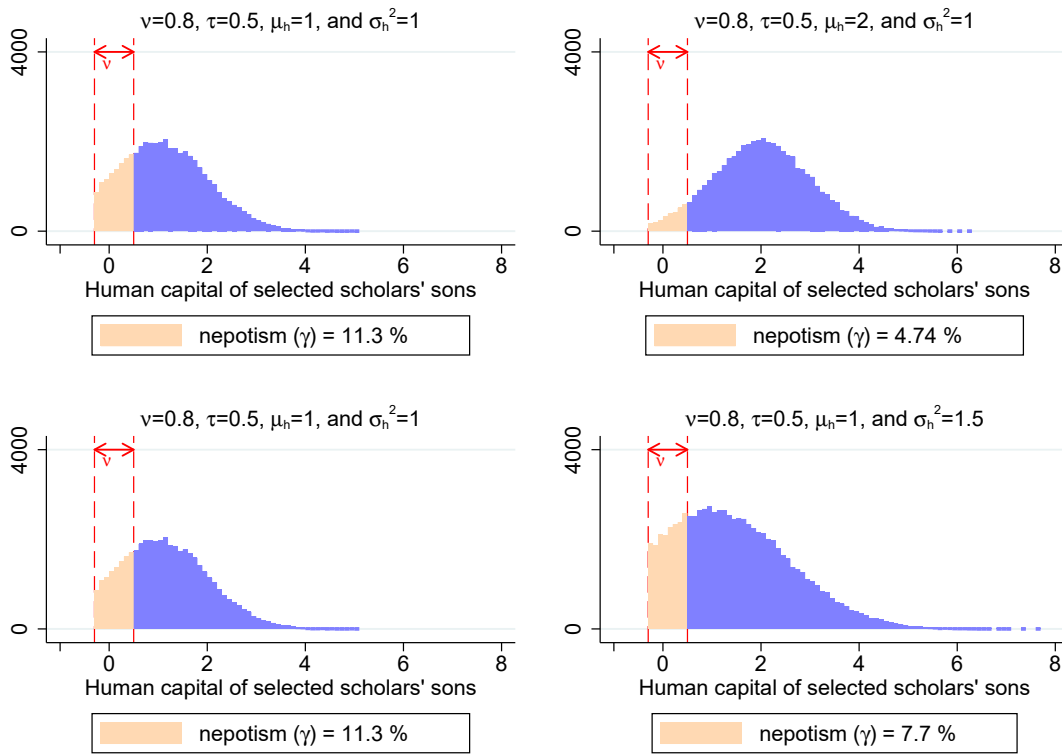 ν=0.8, τ=0.5, μₕ=1, and σₕ²=1
4000
ν
0
0 2 4 6 8
Human capital of selected scholars' sons
nepotism (γ) = 11.3 %
ν=0.8, τ=0.5, μₕ=2, and σₕ²=1
4000
ν
0
0 2 4 6 8
Human capital of selected scholars' sons
nepotism (γ) = 4.74 %
ν=0.8, τ=0.5, μₕ=1, and σₕ²=1
4000
ν
0
0 2 4 6 8
Human capital of selected scholars' sons
nepotism (γ) = 11.3 %
ν=0.8, τ=0.5, μₕ=1, and σₕ²=1.5
4000
ν
0
0 2 4 6 8
Human capital of selected scholars' sons
nepotism (γ) = 7.7 %